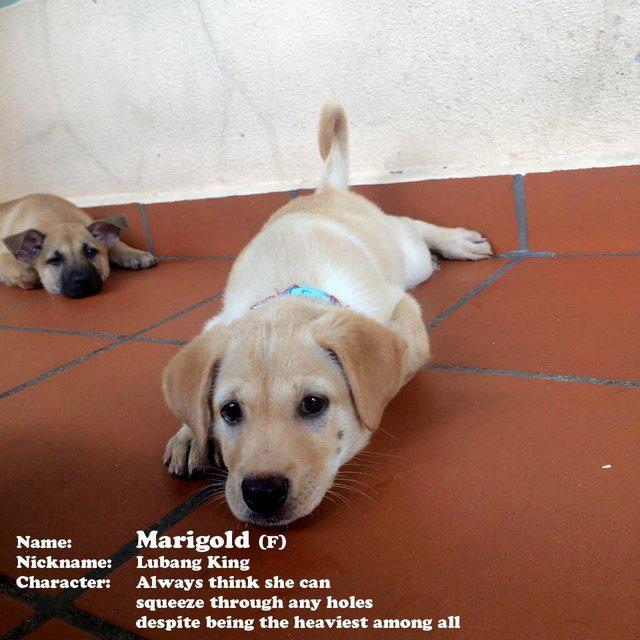 Name: Marigold (F)
Nickname: Lubang King
Character: Always think she can
squeeze through any holes
despite being the heaviest among all